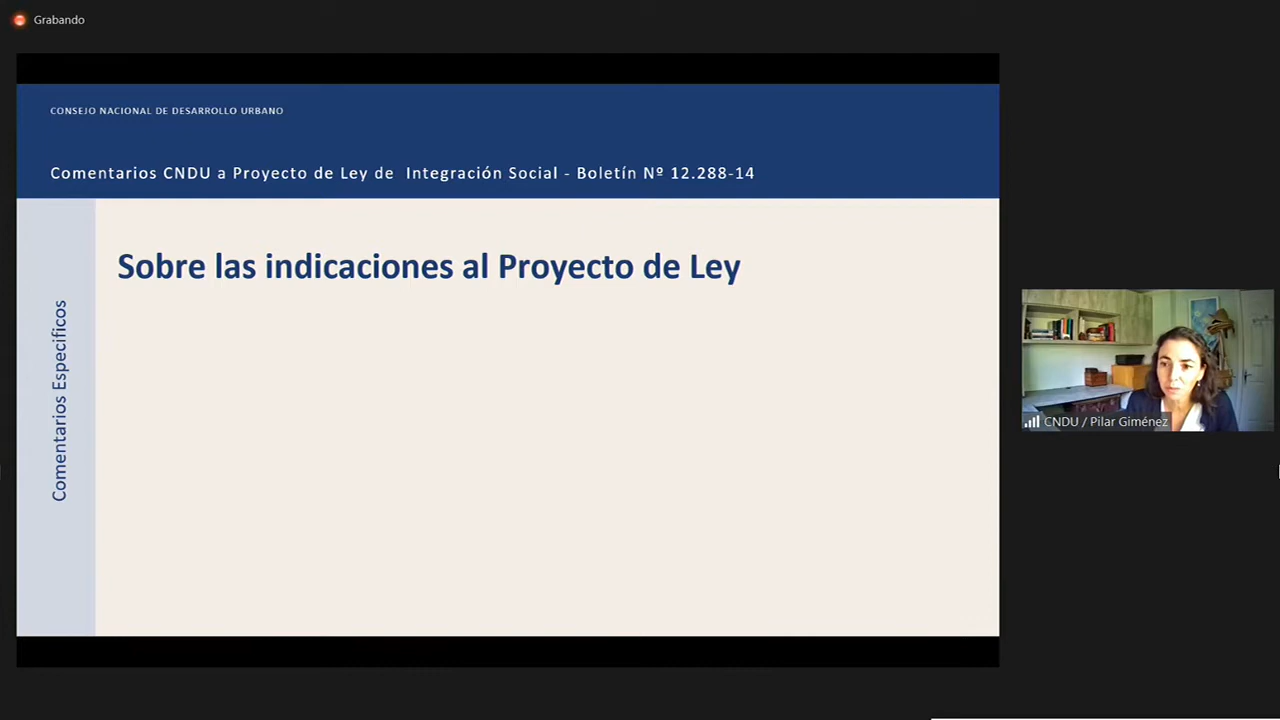 Grabando
CONSEJO NACIONAL DE DESARROLLO URBANO
Comentarios CNDU a Proyecto de Ley de Integración Social - Boletín Nº 12.288-14
Sobre las indicaciones al Proyecto de Ley
Comentarios Específicos
CNDU / Pilar Giménez